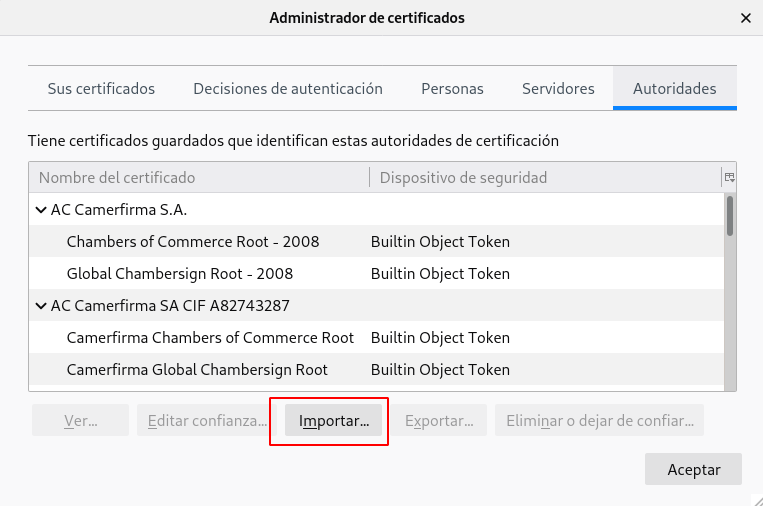 Administrador de certificados
Sus certificados Decisiones de autenticación Personas Servidores Autoridades
Tiene certificados guardados que identifican estas autoridades de certificación
Nombre del certificado Dispositivo de seguridad
AC Camerfirma S.A.
Chambers of Commerce Root - 2008 Builtin Object Token
Global Chambersign Root - 2008 Builtin Object Token
AC Camerfirma SA CIF A82743287
Camerfirma Chambers of Commerce Root Builtin Object Token
Camerfirma Global Chambersign Root Builtin Object Token
Ver... Editar confianza... Importar... Exportar... Eliminar o dejar de confiar...
Aceptar